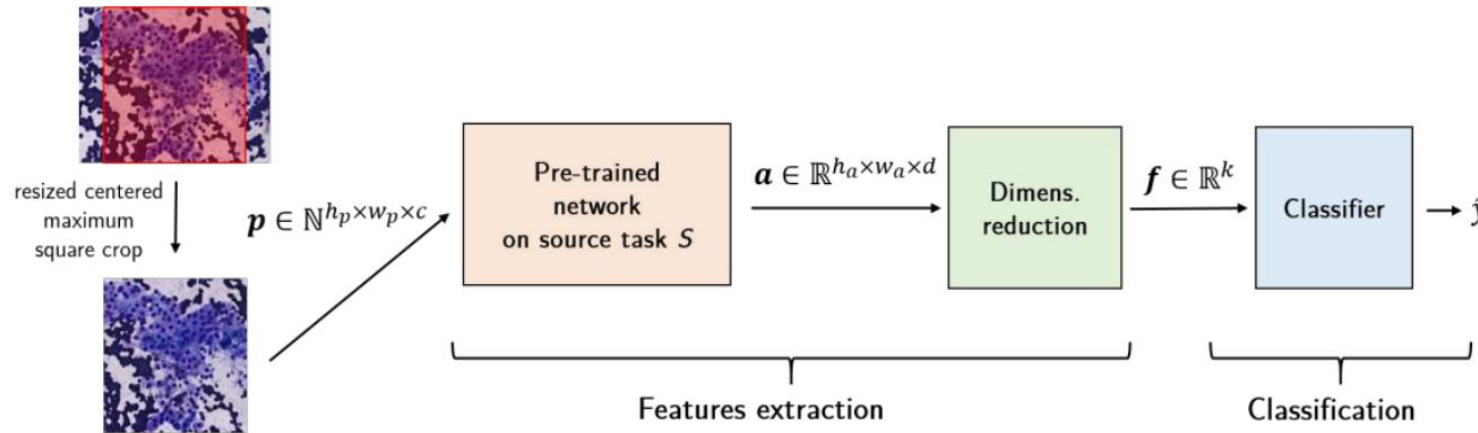 resized centered
maximum
square crop
𝒑 ∈ ℕ^{h_p×w_p×c}
Pre-trained
network
on source task S
𝒂 ∈ ℝ^{h_a×w_a×d}
Dimens.
reduction
𝒇 ∈ ℝ^k
Classifier
Features extraction
Classification